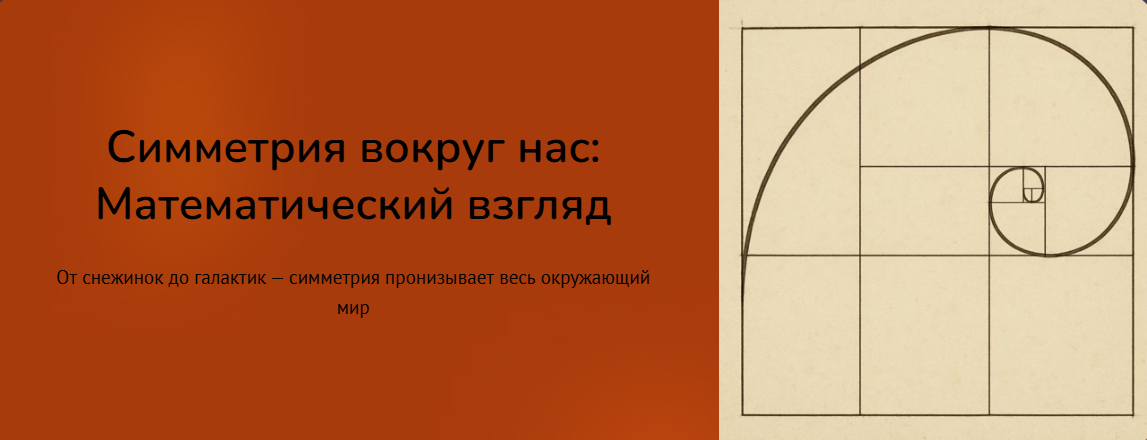 Симметрия вокруг нас:
Математический взгляд
От снежинок до галактик — симметрия пронизывает весь окружающий
мир